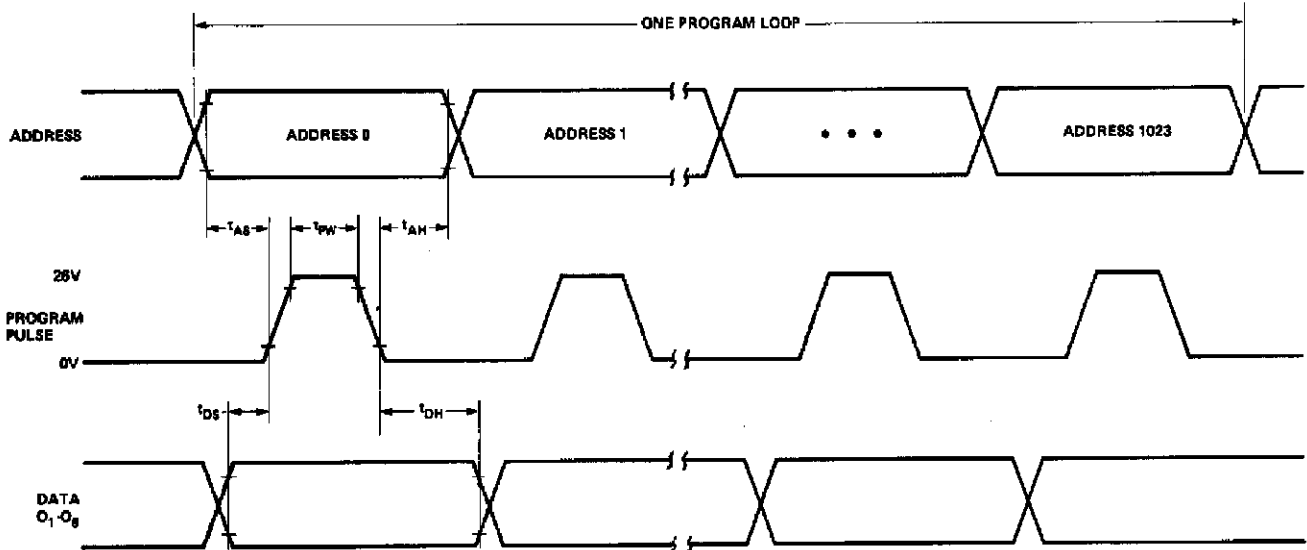 ONE PROGRAM LOOP
ADDRESS
ADDRESS 0
ADDRESS 1
• • •
ADDRESS 1023
tAS
tPW
tAH
26V
PROGRAM
PULSE
0V
tDS
tDH
DATA
O1-O8